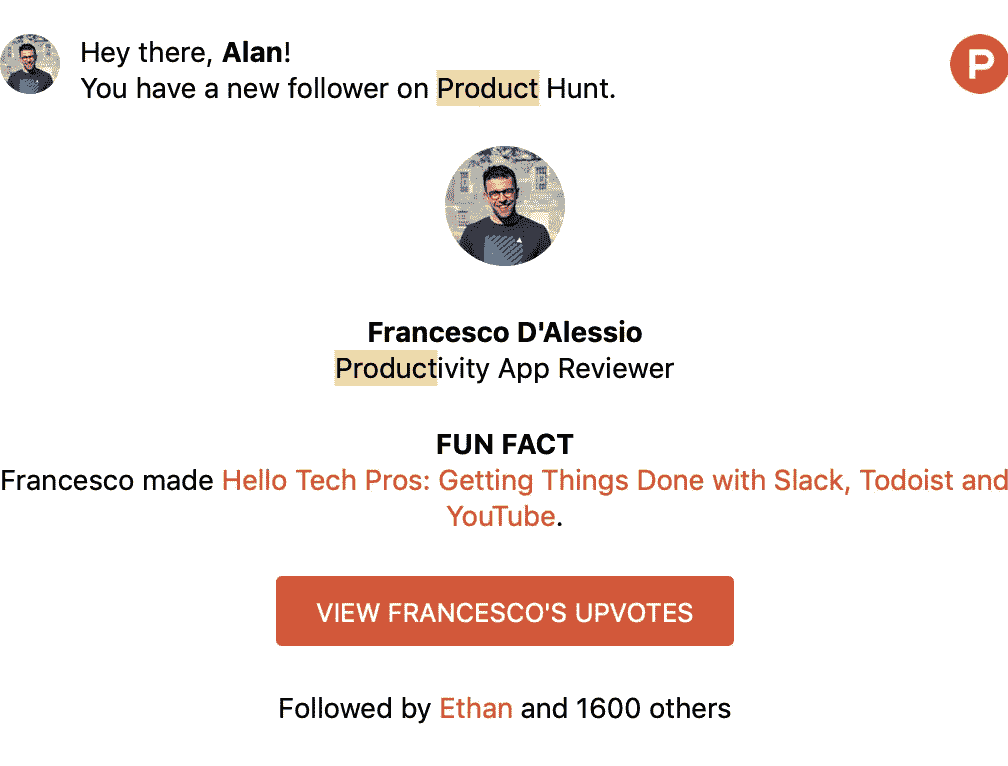 Hey there, Alan!
You have a new follower on Product Hunt.
P
Francesco D'Alessio
Productivity App Reviewer
FUN FACT
Francesco made Hello Tech Pros: Getting Things Done with Slack, Todoist and
YouTube.
VIEW FRANCESCO'S UPVOTES
Followed by Ethan and 1600 others